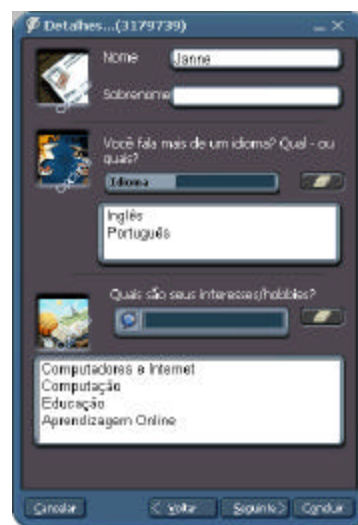 Detalhes...(3179739)
Nome Janne
Sobrenome
Você fala mais de um idioma? Qual - ou
quais?
Idioma
Inglês
Português
Quais são seus interesses/hobbies?
Computadores e Internet
Computação
Educação
Aprendizagem Online
Cancelar < Voltar Seguinte > Concluir